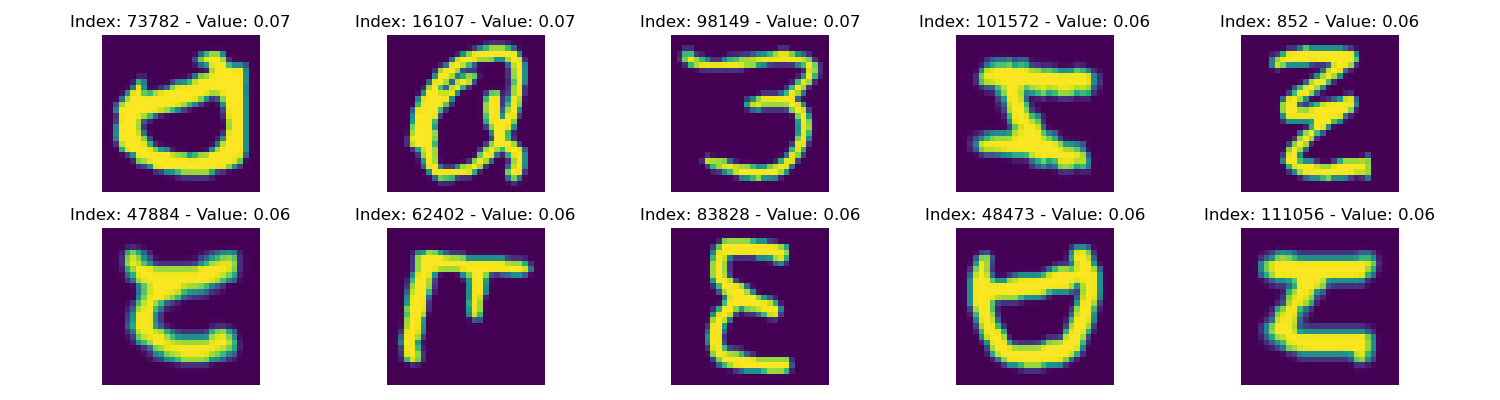 Index: 73782 - Value: 0.07 Index: 16107 - Value: 0.07 Index: 98149 - Value: 0.07 Index: 101572 - Value: 0.06 Index: 852 - Value: 0.06
Index: 47884 - Value: 0.06 Index: 62402 - Value: 0.06 Index: 83828 - Value: 0.06 Index: 48473 - Value: 0.06 Index: 111056 - Value: 0.06